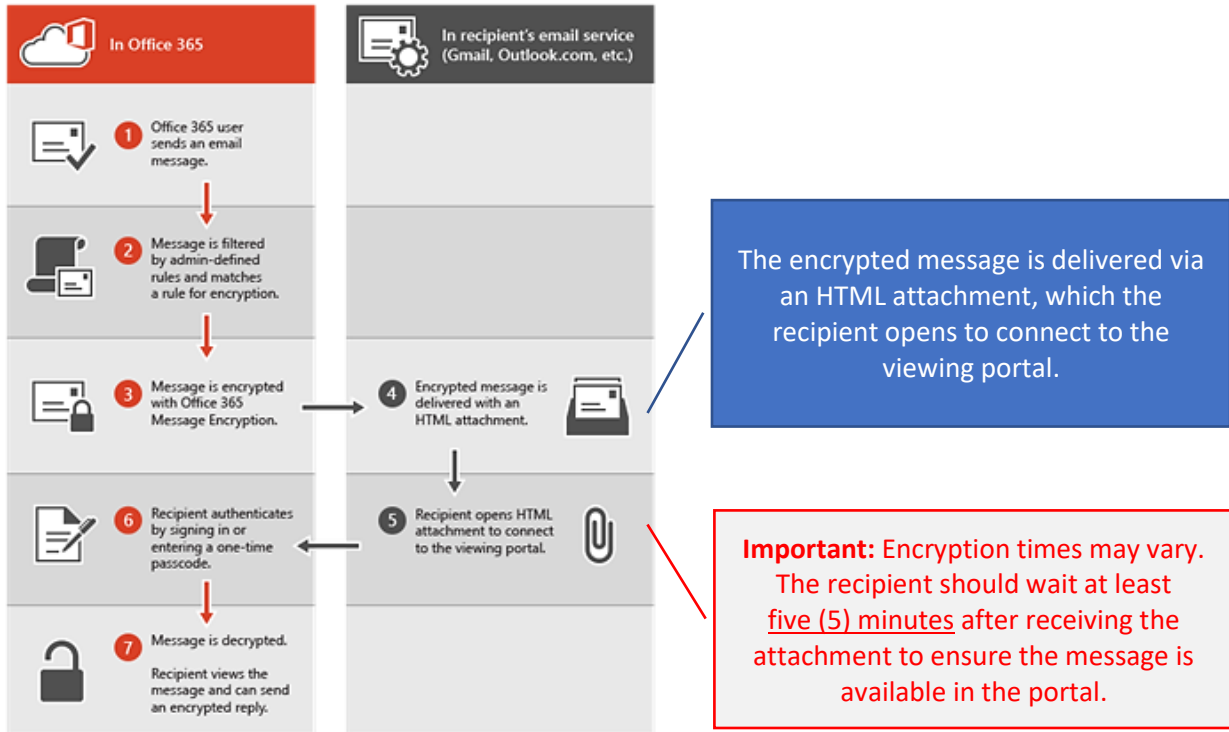 In Office 365
In recipient's email service
(Gmail, Outlook.com, etc.)
1
Office 365 user
sends an email
message.
2
Message is filtered
by admin-defined
rules and matches
a rule for encryption.
3
Message is encrypted
with Office 365
Message Encryption.
4
Encrypted message is
delivered with an
HTML attachment.
5
Recipient opens HTML
attachment to connect
to the viewing portal.
6
Recipient authenticates
by signing in or
entering a one-time
passcode.
7
Message is decrypted.
Recipient views the
message and can send
an encrypted reply.
The encrypted message is delivered via
an HTML attachment, which the
recipient opens to connect to the
viewing portal.
Important: Encryption times may vary.
The recipient should wait at least
five (5) minutes after receiving the
attachment to ensure the message is
available in the portal.